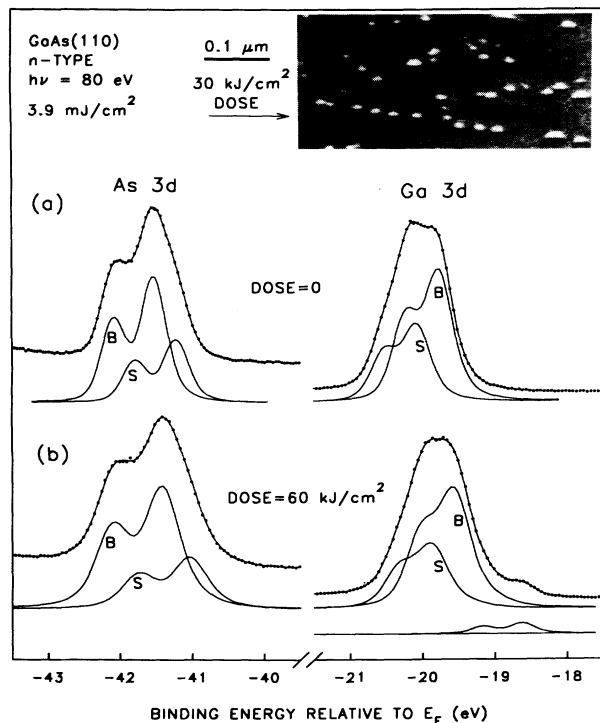 GaAs(110)
n-TYPE
hν = 80 eV
3.9 mJ/cm²
0.1 μm
30 kJ/cm²
DOSE
As 3d
Ga 3d
(a)
DOSE=0
B
S
B
S
(b)
DOSE=60 kJ/cm²
B
S
B
S
-43 -42 -41 -40 -21 -20 -19 -18
BINDING ENERGY RELATIVE TO E_F (eV)